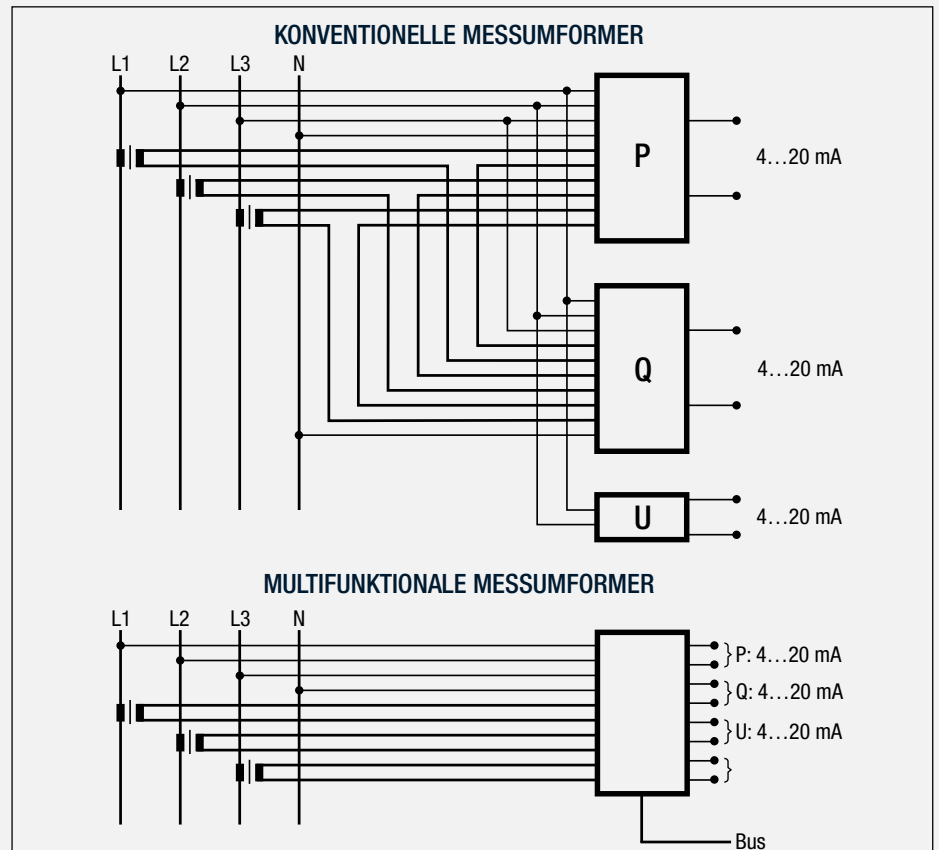 KONVENTIONELLE MESSUMFORMER
L1 L2 L3 N
P
4…20 mA
Q
4…20 mA
U
4…20 mA
MULTIFUNKTIONALE MESSUMFORMER
L1 L2 L3 N
P: 4…20 mA
Q: 4…20 mA
U: 4…20 mA
Bus